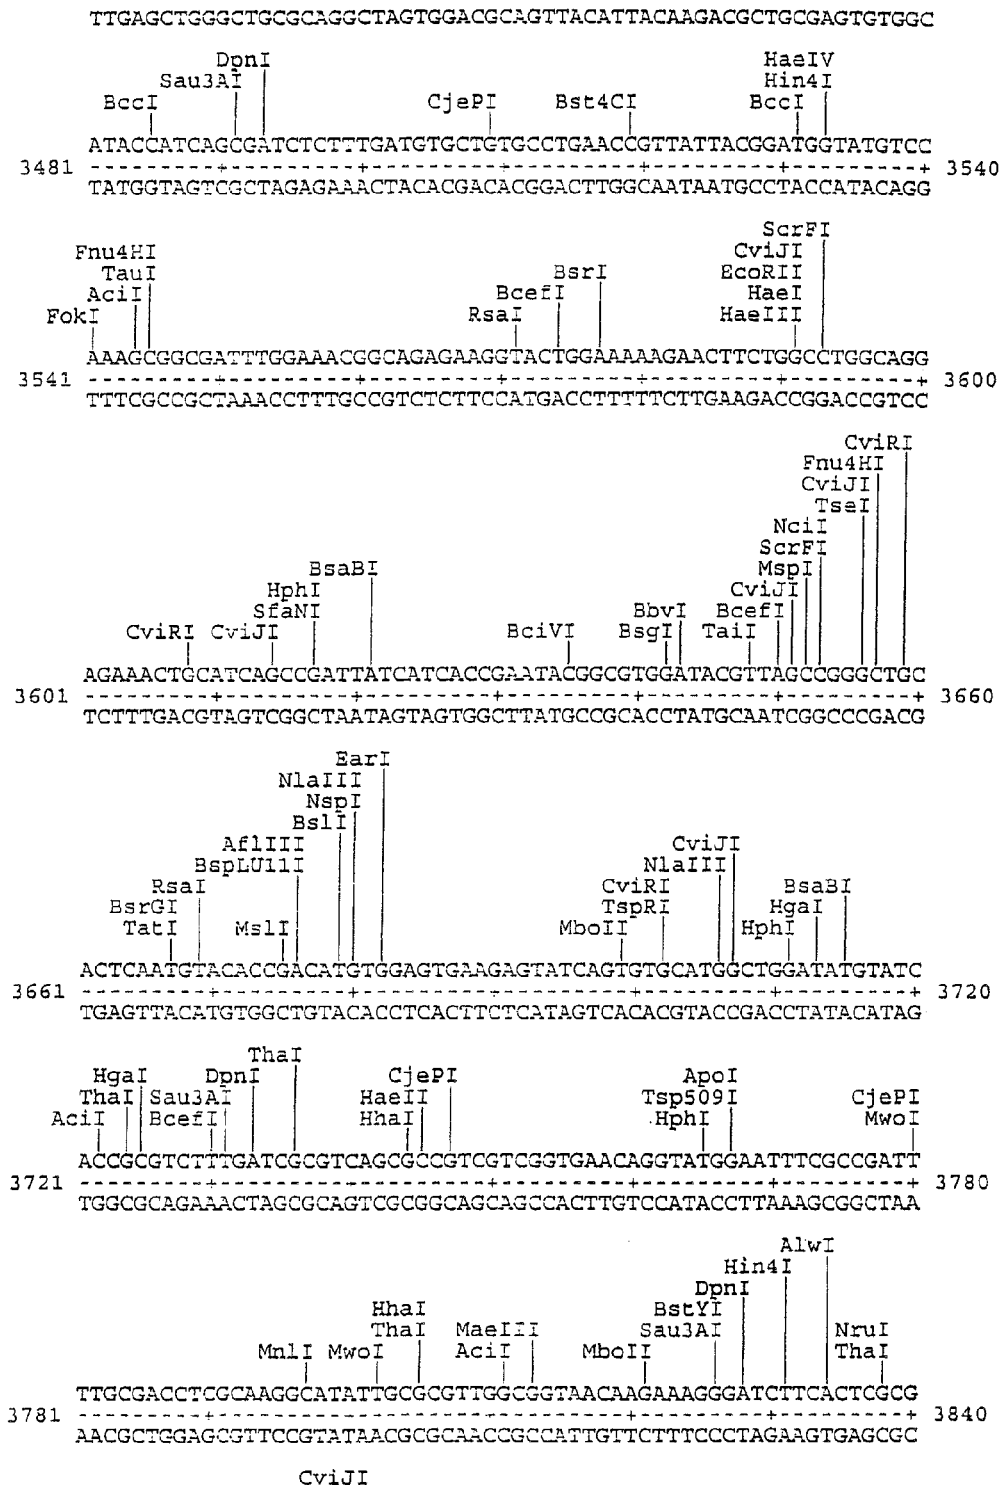 TTGAGCTGGGCTGCGCAGGCTAGTGGACGCAGTTACATTACAAGACGCTGCGAGTGTGGC
DpnI HaeIV
Sau3AI Hin4I
BccI CjePI Bst4CI BccI
ATACCATCAGCGATCTCTTTGATGTGCTGTGCCTGAACCGTTATTACGGATGGTATGTCC
3481 ---------+---------+---------+---------+---------+---------+ 3540
TATGGTAGTCGCTAGAGAAACTACACGACACGGACTTGGCAATAATGCCTACCATACAGG
ScrFI
Fnu4HI CviJI
TauI BsrI EcoRII
AciI BcefI HaeI
FokI RsaI HaeIII
AAAGCGGCGATTTGGAAACGGCAGAGAAGGTACTGGAAAAAGAACTTCTGGCCTGGCAGG
3541 ---------+---------+---------+---------+---------+---------+ 3600
TTTCGCCGCTAAACCTTTGCCGTCTCTTCCATGACCTTTTTCTTGAAGACCGGACCGTCC
CviRI
Fnu4HI
CviJI
TseI
NciI
ScrFI
BsaBI MspI
HphI CviJI
SfaNI BbvI BcefI
CviRI CviJI BciVI BsgI TaiI
AGAAACTGCATCAGCCGATTATCATCACCGAATACGGCGTGGATACGTTAGCCGGGCTGC
3601 ---------+---------+---------+---------+---------+---------+ 3660
TCTTTGACGTAGTCGGCTAATAGTAGTGGCTTATGCCGCACCTATGCAATCGGCCCGACG
EarI
NlaIII
NspI
BslI
AflIII CviJI
BspLU11I NlaIII
RsaI CviRI BsaBI
BsrGI TspRI HgaI
TatI MslI MboII HphI
ACTCAATGTACACCGACATGTGGAGTGAAGAGTATCAGTGTGCATGGCTGGATATGTATC
3661 ---------+---------+---------+---------+---------+---------+ 3720
TGAGTTACATGTGGCTGTACACCTCACTTCTCATAGTCACACGTACCGACCTATACATAG
ThaI
HgaI DpnI CjePI ApoI
ThaI Sau3AI HaeII Tsp509I CjePI
AciI BcefI HhaI HphI MwoI
ACCGCGTCTTTGATCGCGTCAGCGCCGTCGTCGGTGAACAGGTATGGAATTTCGCCGATT
3721 ---------+---------+---------+---------+---------+---------+ 3780
TGGCGCAGAAACTAGCGCAGTCGCGGCAGCAGCCACTTGTCCATACCTTAAAGCGGCTAA
AlwI
Hin4I
DpnI
HhaI BstYI
ThaI MaeIII Sau3AI NruI
MnlI MwoI AciI MboII ThaI
TTGCGACCTCGCAAGGCATATTGCGCGTTGGCGGTAACAAGAAAGGGATCTTCACTCGCG
3781 ---------+---------+---------+---------+---------+---------+ 3840
AACGCTGGAGCGTTCCGTATAACGCGCAACCGCCATTGTTCTTTCCCTAGAAGTGAGCGC
CviJI